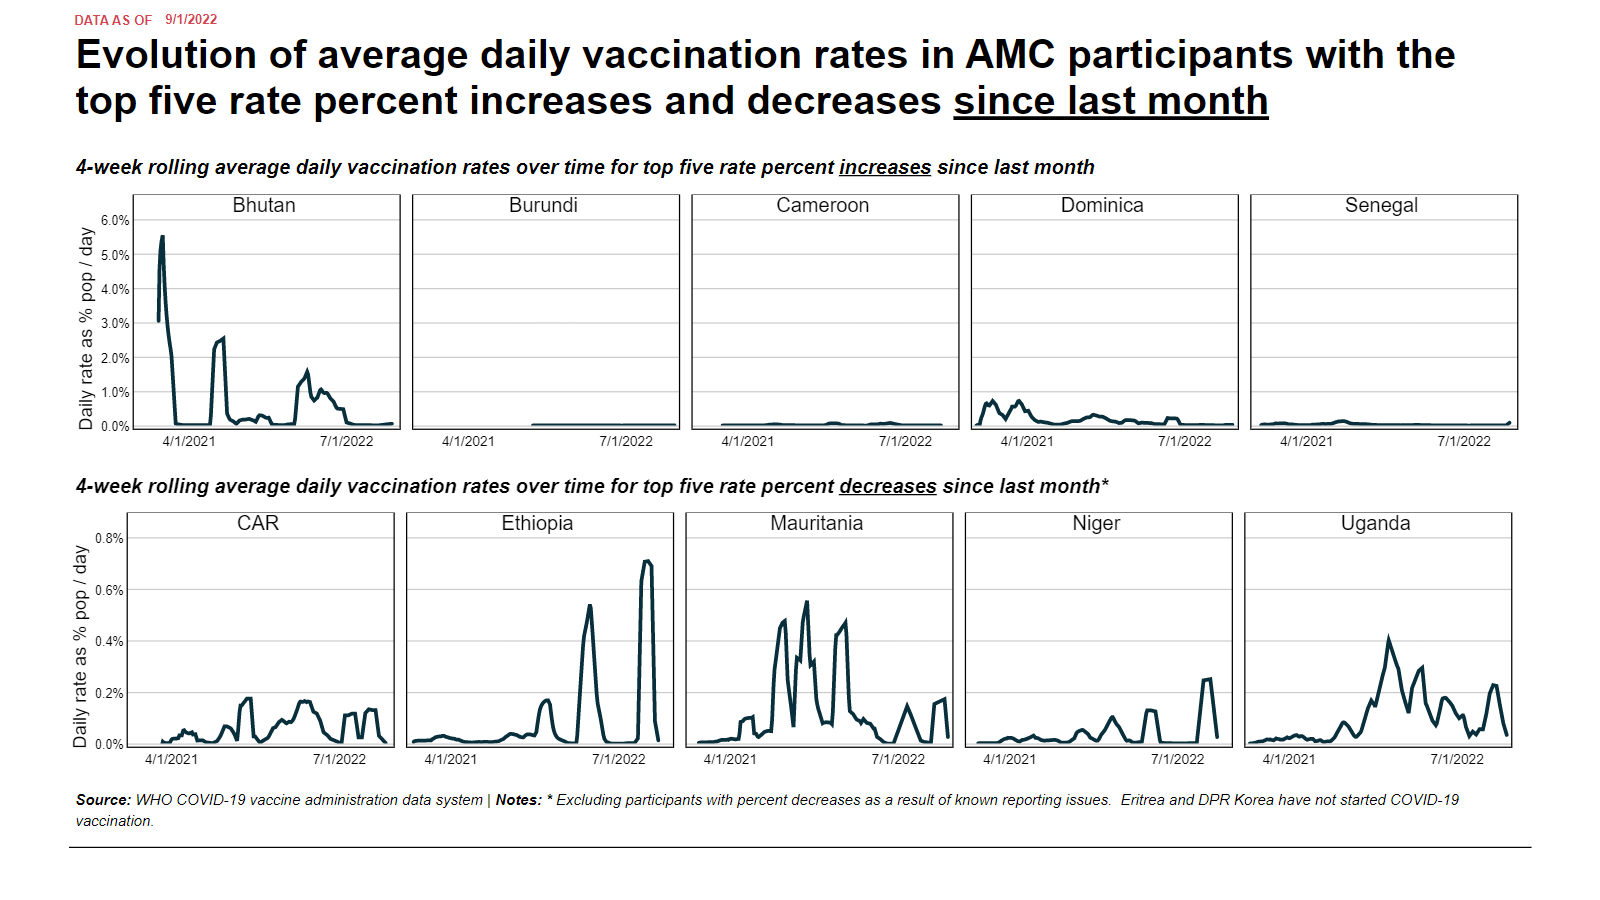 DATA AS OF 9/1/2022
Evolution of average daily vaccination rates in AMC participants with the
top five rate percent increases and decreases since last month
4-week rolling average daily vaccination rates over time for top five rate percent increases since last month
Daily rate as % pop / day
Bhutan Burundi Cameroon Dominica Senegal
6.0%
5.0%
4.0%
3.0%
2.0%
1.0%
0.0%
4/1/2021 7/1/2022 4/1/2021 7/1/2022 4/1/2021 7/1/2022 4/1/2021 7/1/2022 4/1/2021 7/1/2022
4-week rolling average daily vaccination rates over time for top five rate percent decreases since last month*
Daily rate as % pop / day
CAR Ethiopia Mauritania Niger Uganda
0.8%
0.6%
0.4%
0.2%
0.0%
4/1/2021 7/1/2022 4/1/2021 7/1/2022 4/1/2021 7/1/2022 4/1/2021 7/1/2022 4/1/2021 7/1/2022
Source: WHO COVID-19 vaccine administration data system | Notes: * Excluding participants with percent decreases as a result of known reporting issues. Eritrea and DPR Korea have not started COVID-19
vaccination.